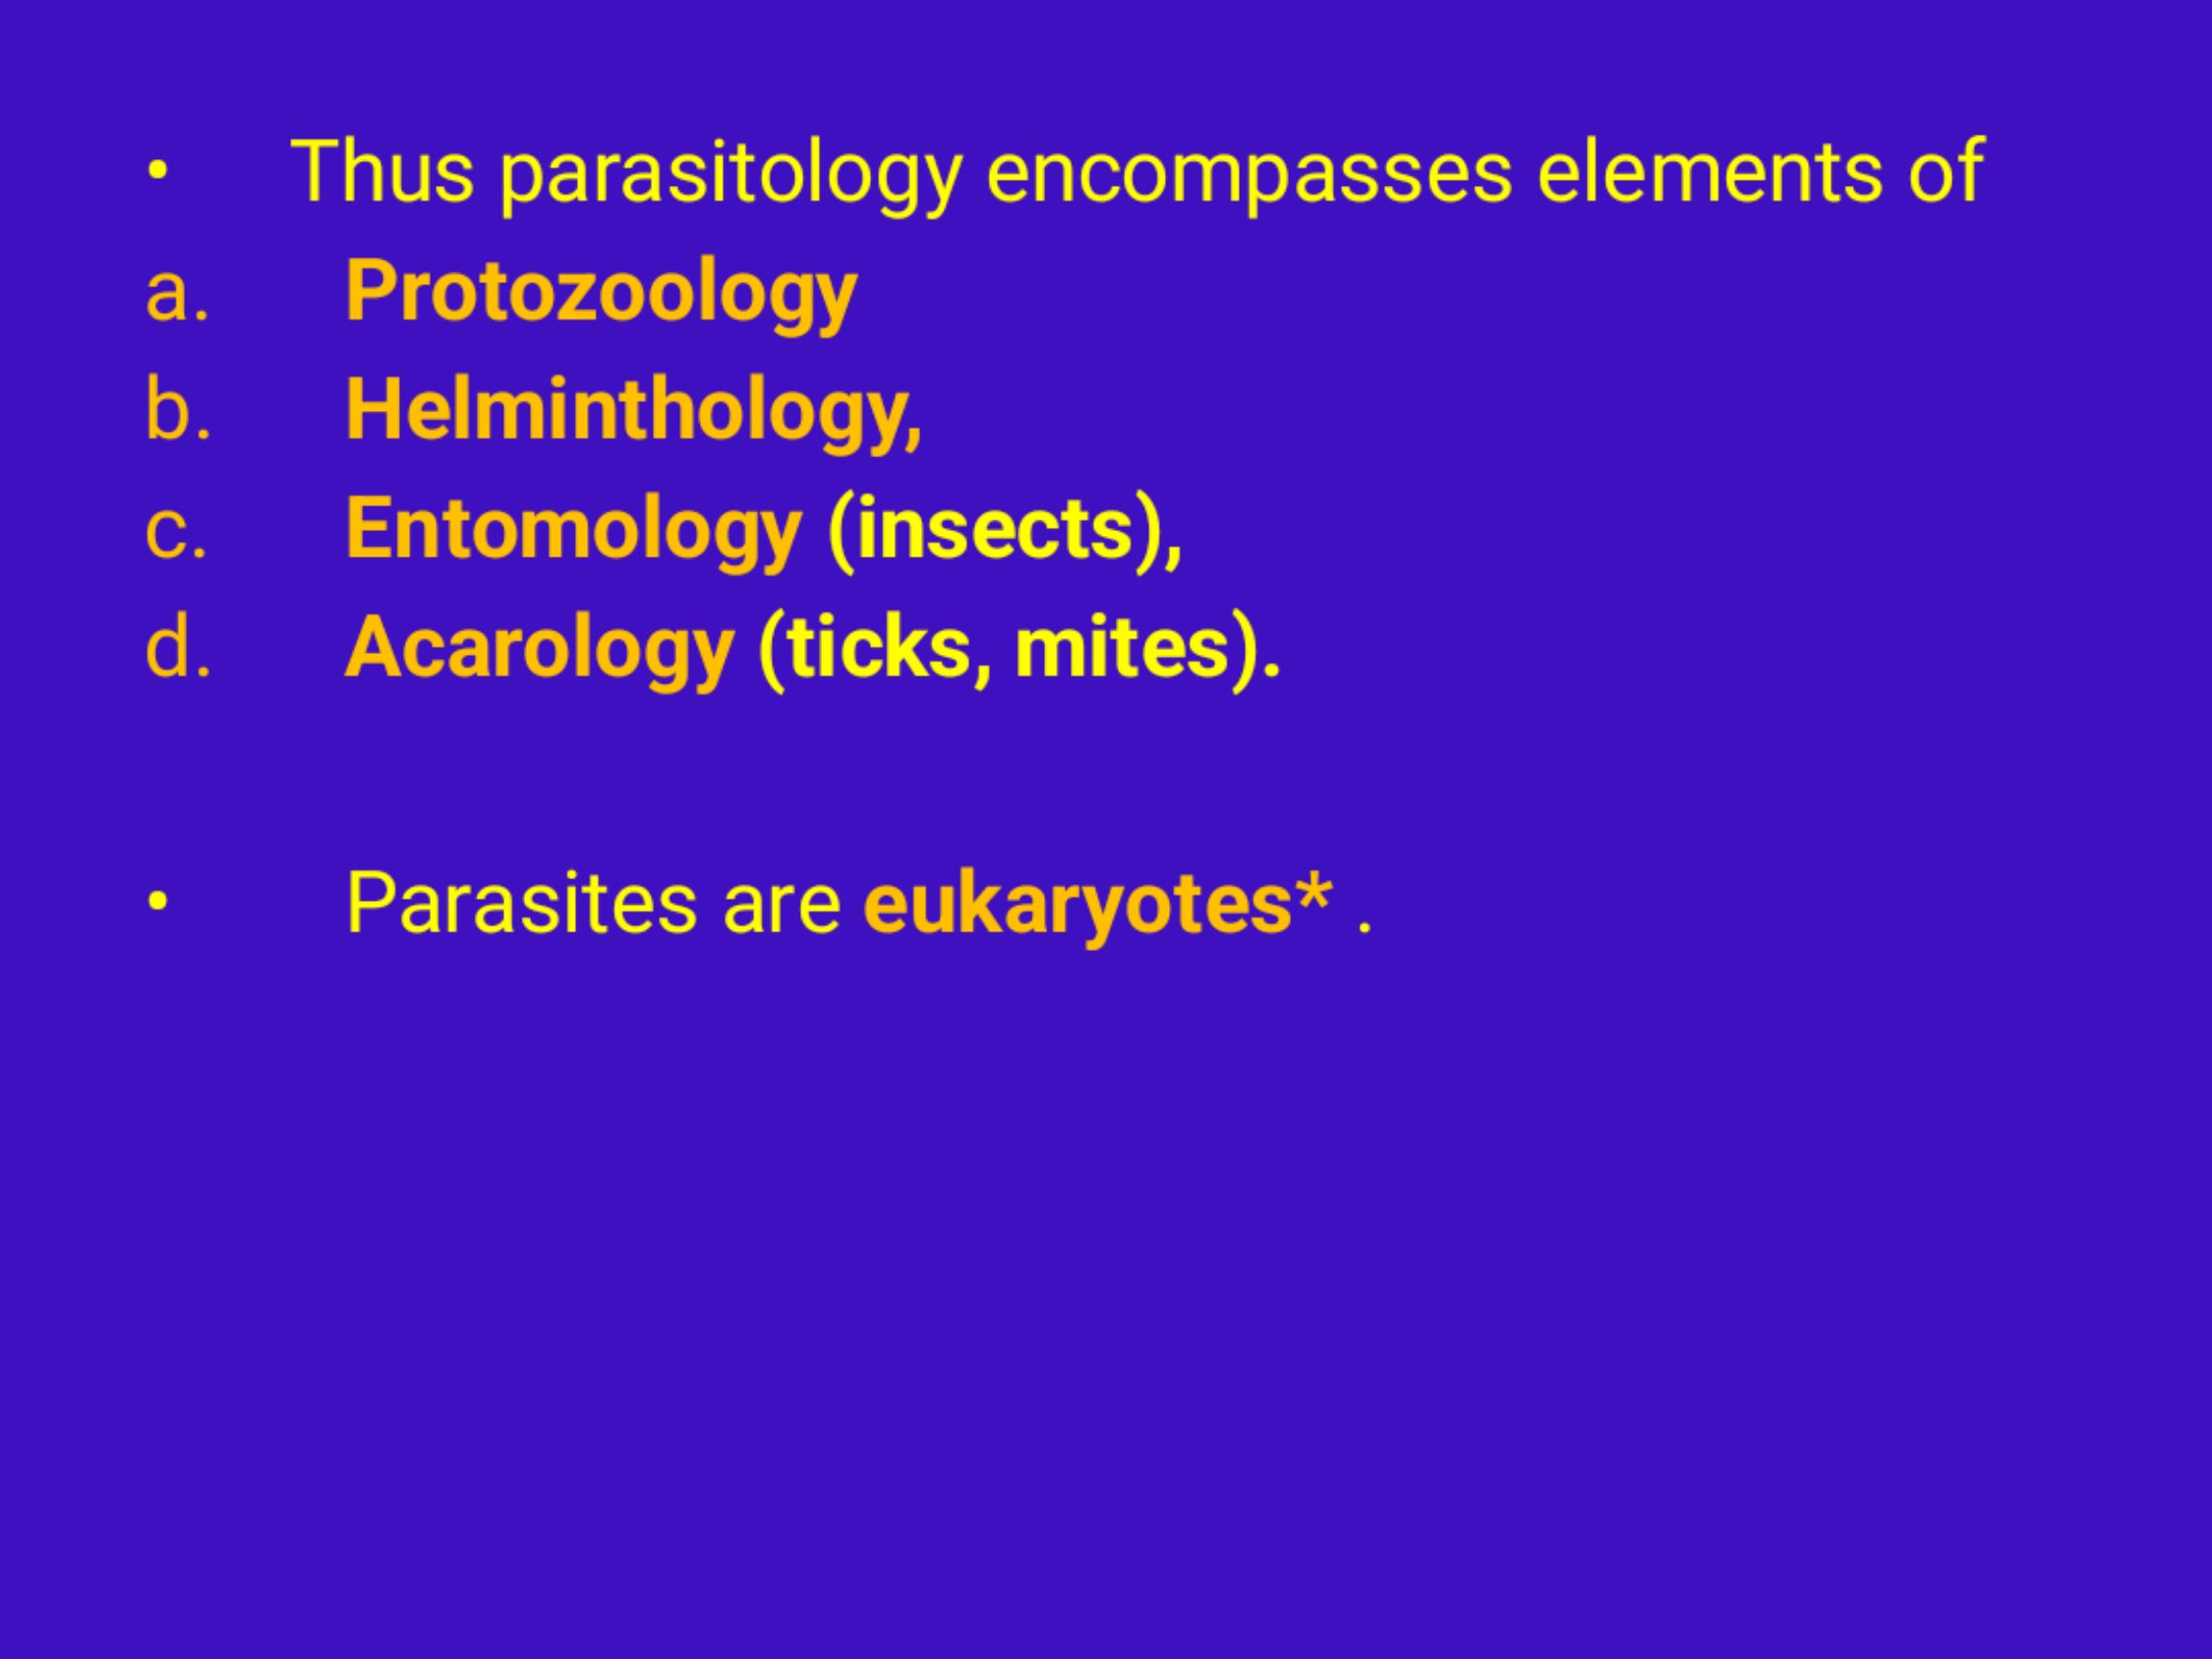 • Thus parasitology encompasses elements of
a. Protozoology
b. Helminthology,
c. Entomology (insects),
d. Acarology (ticks, mites).
• Parasites are eukaryotes* .